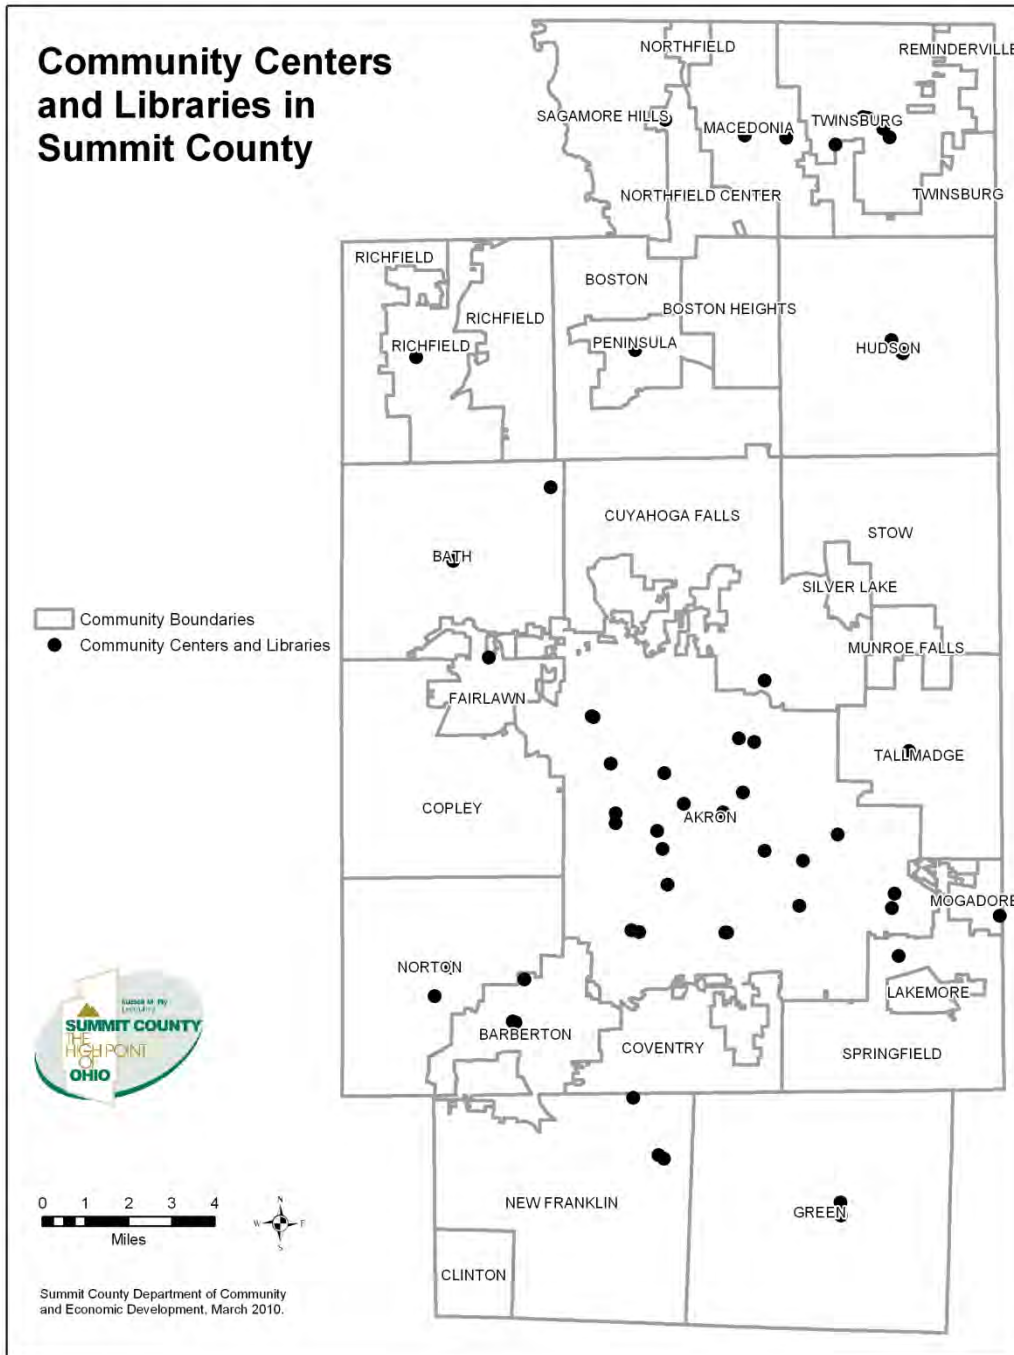 Community Centers
and Libraries in
Summit County
NORTHFIELD
REMINDERVILLE
SAGAMORE HILLS
MACEDONIA
TWINSBURG
NORTHFIELD CENTER
TWINSBURG
RICHFIELD
BOSTON
RICHFIELD
BOSTON HEIGHTS
RICHFIELD
PENINSULA
HUDSON
CUYAHOGA FALLS
STOW
BATH
SILVER LAKE
Community Boundaries
Community Centers and Libraries
MUNROE FALLS
FAIRLAWN
TALLMADGE
COPLEY
AKRON
MOGADORE
NORTON
LAKEMORE
BARBERTON
COVENTRY
SPRINGFIELD
SUMMIT COUNTY
THE
HIGH POINT
OF
OHIO
NEW FRANKLIN
GREEN
CLINTON
0 1 2 3 4
Miles
N
W E
S
Summit County Department of Community
and Economic Development, March 2010.